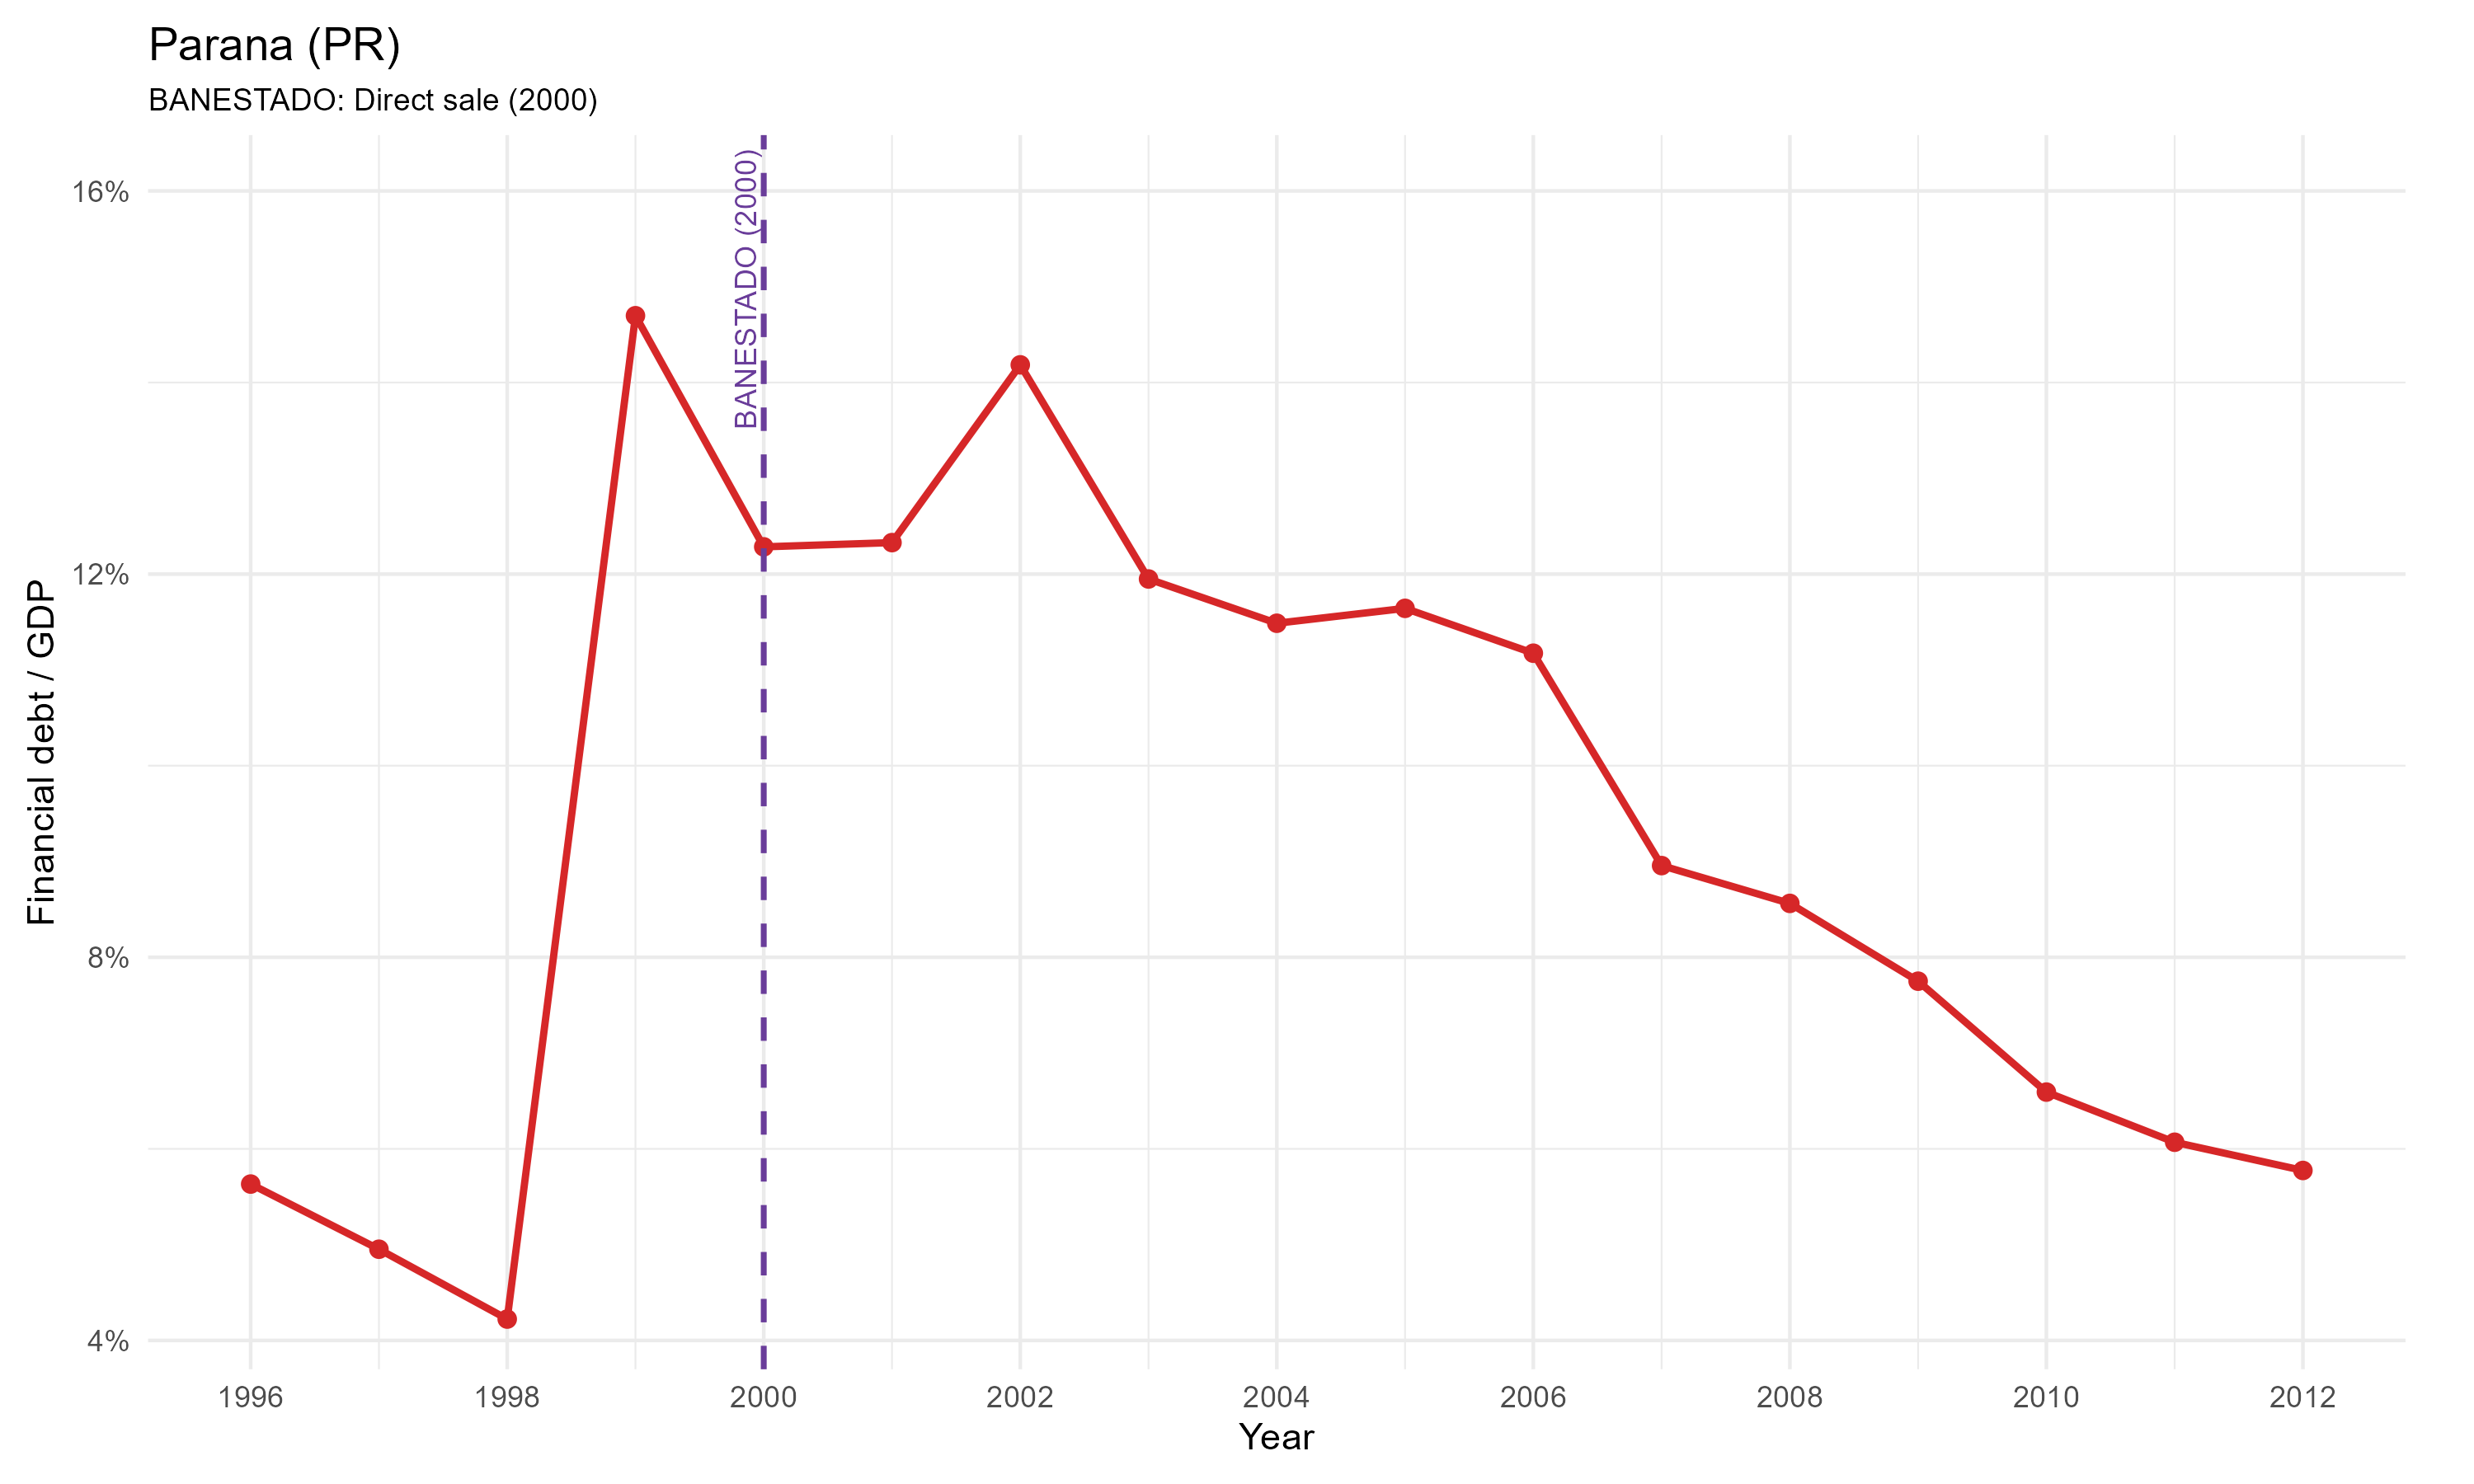 Parana (PR)
BANESTADO: Direct sale (2000)
BANESTADO (2000)
Financial debt / GDP
16%
12%
8%
4%
1996 1998 2000 2002 2004 2006 2008 2010 2012
Year